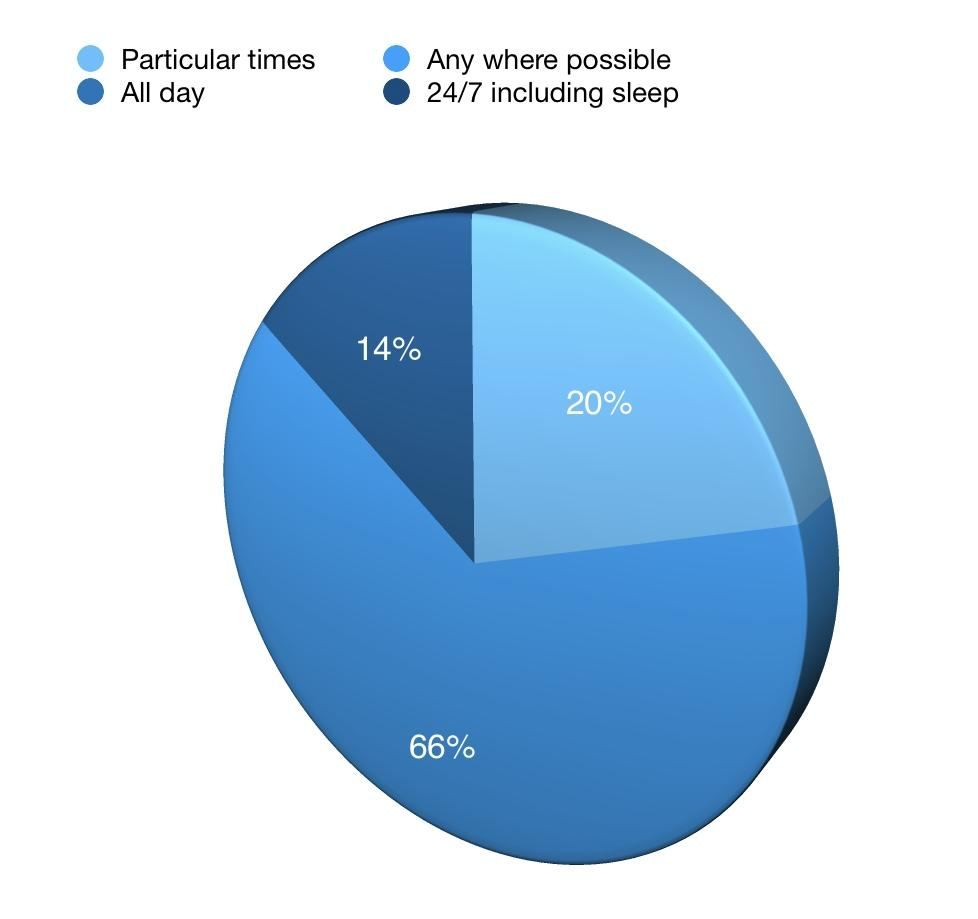 Particular times
Any where possible
All day
24/7 including sleep
14%
20%
66%